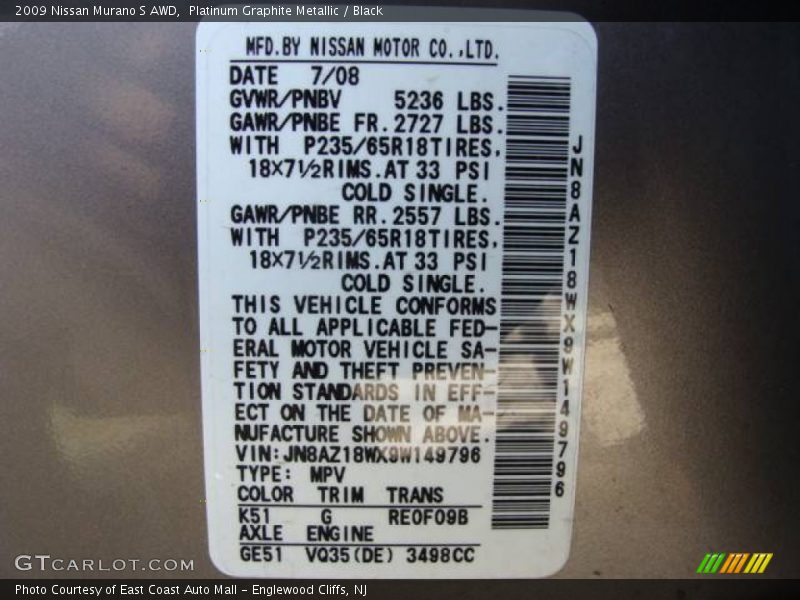 2009 Nissan Murano S AWD, Platinum Graphite Metallic / Black
MFD.BY NISSAN MOTOR CO.,LTD.
DATE 7/08
GVWR/PNBV 5236 LBS.
GAWR/PNBE FR.2727 LBS.
WITH P235/65R18TIRES,
18X7½RIMS.AT 33 PSI
COLD SINGLE.
GAWR/PNBE RR.2557 LBS.
WITH P235/65R18TIRES,
18X7½RIMS.AT 33 PSI
COLD SINGLE.
THIS VEHICLE CONFORMS
TO ALL APPLICABLE FED-
ERAL MOTOR VEHICLE SA-
FETY AND THEFT PREVEN-
TION STANDARDS IN EFF-
ECT ON THE DATE OF MA-
NUFACTURE SHOWN ABOVE.
VIN:JN8AZ18WX9W149796
TYPE: MPV
COLOR TRIM TRANS
K51 G RE0F09B
AXLE ENGINE
GE51 VQ35(DE) 3498CC
JN8AZ18WX9W149796
GTCarLot.com
Photo Courtesy of East Coast Auto Mall - Englewood Cliffs, NJ